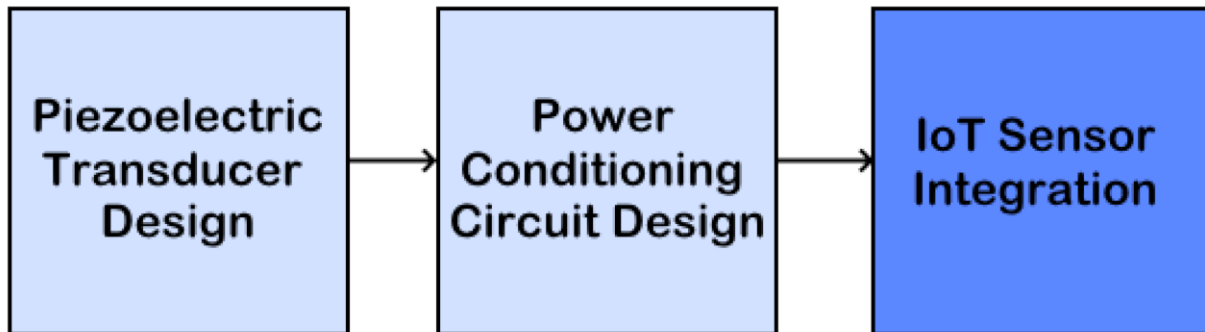 Piezoelectric
Transducer
Design
Power
Conditioning
Circuit Design
IoT Sensor
Integration